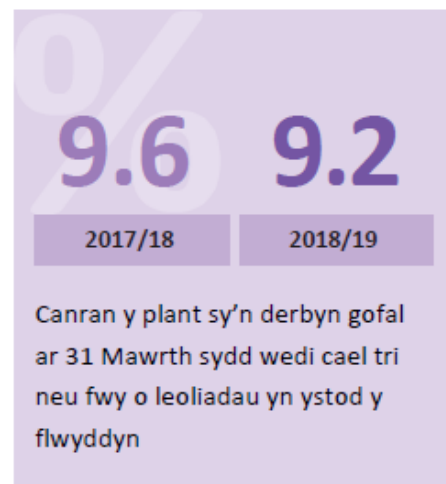 %
9.6 9.2
2017/18 2018/19
Canran y plant sy'n derbyn gofal
ar 31 Mawrth sydd wedi cael tri
neu fwy o leoliadau yn ystod y
flwyddyn